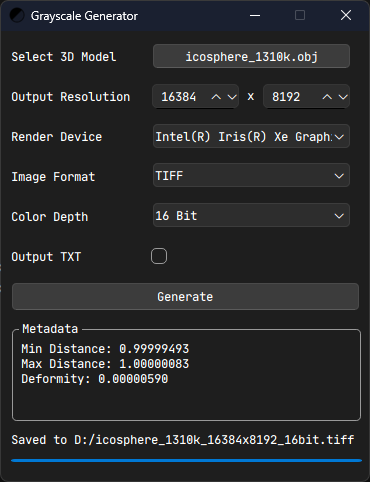 Grayscale Generator
Select 3D Model icosphere_1310k.obj
Output Resolution 16384 x 8192
Render Device Intel(R) Iris(R) Xe Graph
Image Format TIFF
Color Depth 16 Bit
Output TXT
Generate
Metadata
Min Distance: 0.99999493
Max Distance: 1.00000083
Deformity: 0.00000590
Saved to D:/icosphere_1310k_16384x8192_16bit.tiff